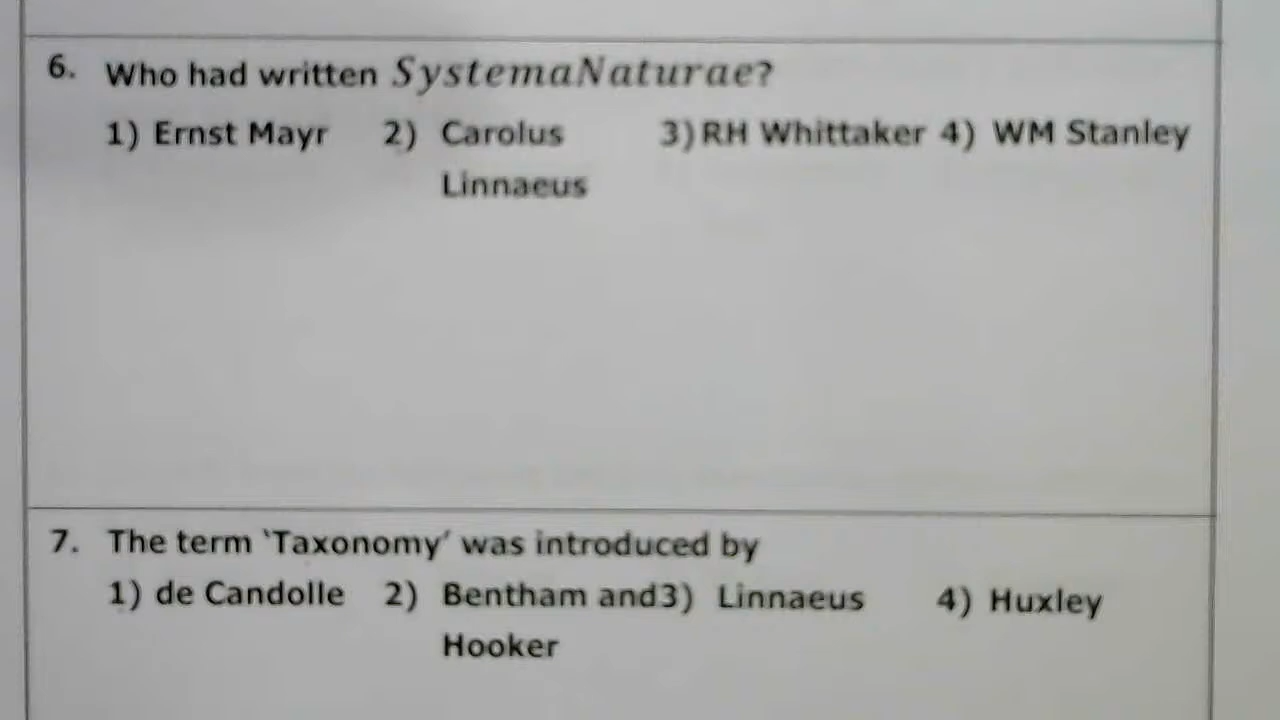 6. Who had written SystemaNaturae?
1) Ernst Mayr 2) Carolus 3) RH Whittaker 4) WM Stanley
Linnaeus
7. The term ‘Taxonomy’ was introduced by
1) de Candolle 2) Bentham and3) Linnaeus 4) Huxley
Hooker